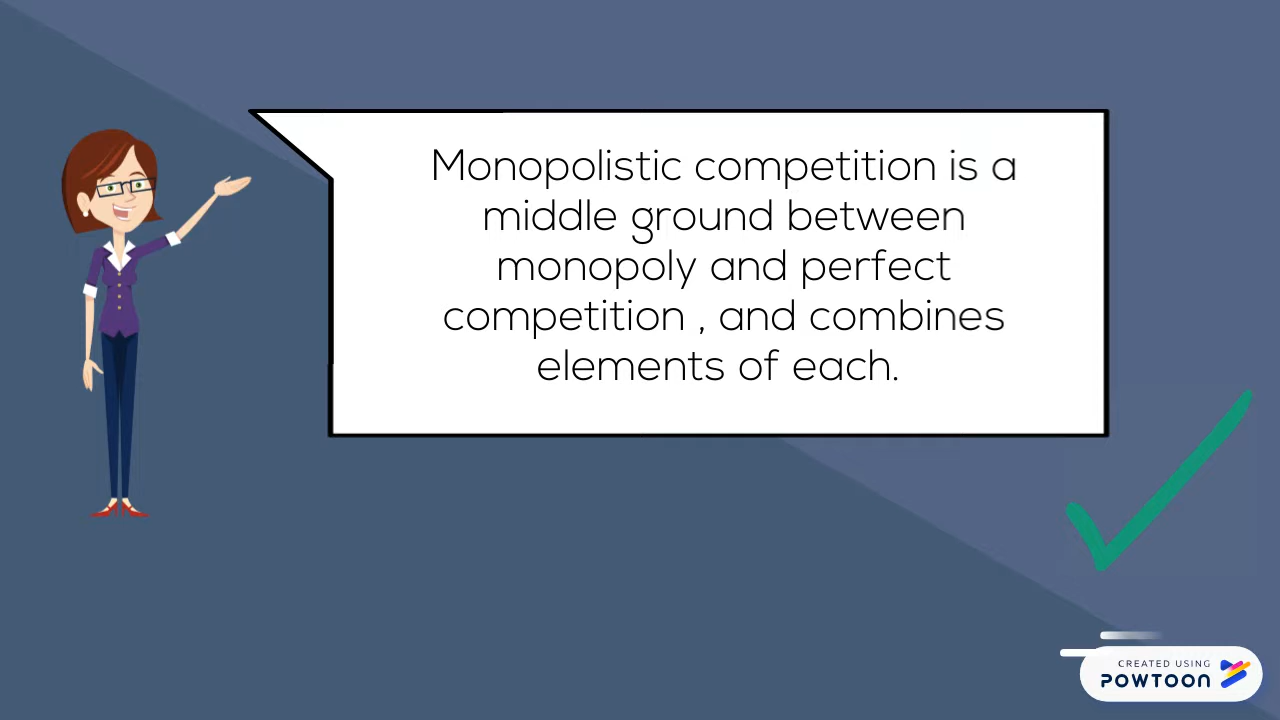 Monopolistic competition is a
middle ground between
monopoly and perfect
competition , and combines
elements of each.
CREATED USING
POWTOON